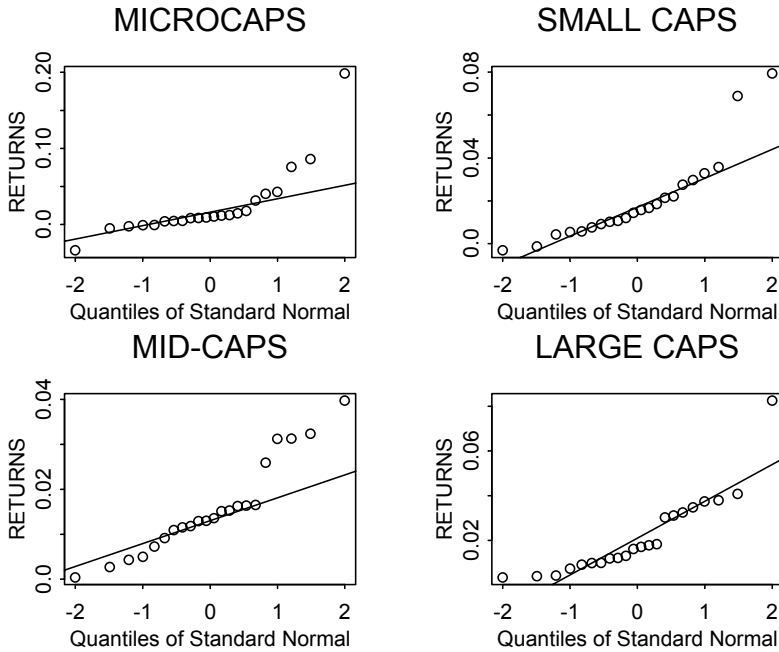 MICROCAPS
RETURNS
0.20
0.10
0.0
-2 -1 0 1 2
Quantiles of Standard Normal
SMALL CAPS
RETURNS
0.08
0.04
0.0
-2 -1 0 1 2
Quantiles of Standard Normal
MID-CAPS
RETURNS
0.04
0.02
0.0
-2 -1 0 1 2
Quantiles of Standard Normal
LARGE CAPS
RETURNS
0.06
0.02
-2 -1 0 1 2
Quantiles of Standard Normal